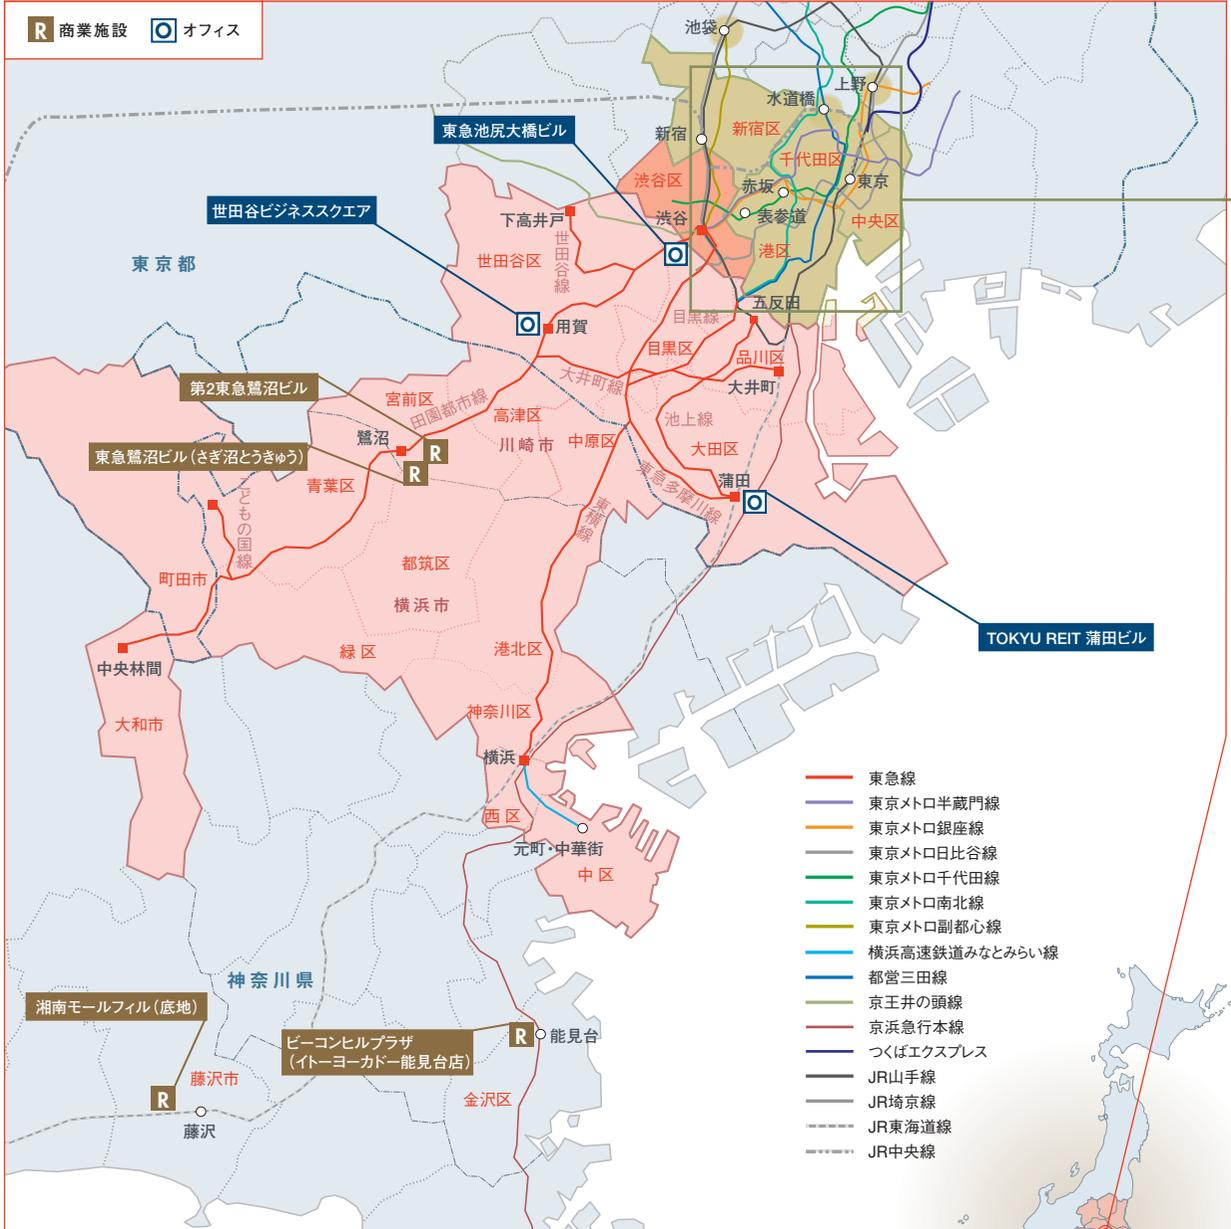 R 商業施設 O オフィス
池袋
上野
水道橋
新宿
新宿区
千代田区
東急池尻大橋ビル
渋谷区
赤坂
東京
表参道
中央区
世田谷ビジネススクエア
下高井戸
渋谷
港区
世田谷線
世田谷区
東京都
O
O
用賀
五反田
目黒線
目黒区
品川区
大井町線
大井町
第2東急鷺沼ビル
宮前区
田園都市線
高津区
池上線
鷺沼
川崎市
中原区
大田区
R
東急鷺沼ビル(さぎ沼とうきゅう)
R
青葉区
東急多摩川線
蒲田
O
こどもの国線
東横線
都筑区
町田市
横浜市
TOKYU REIT 蒲田ビル
緑区
港北区
中央林間
大和市
神奈川区
横浜
西区
元町・中華街
中区
東急線
東京メトロ半蔵門線
東京メトロ銀座線
東京メトロ日比谷線
東京メトロ千代田線
東京メトロ南北線
東京メトロ副都心線
横浜高速鉄道みなとみらい線
都営三田線
京王井の頭線
京浜急行本線
つくばエクスプレス
JR山手線
JR埼京線
JR東海道線
JR中央線
神奈川県
湘南モールフィル(底地)
ビーコンヒルプラザ
(イトーヨーカドー能見台店)
R
能見台
藤沢市
R
金沢区
藤沢